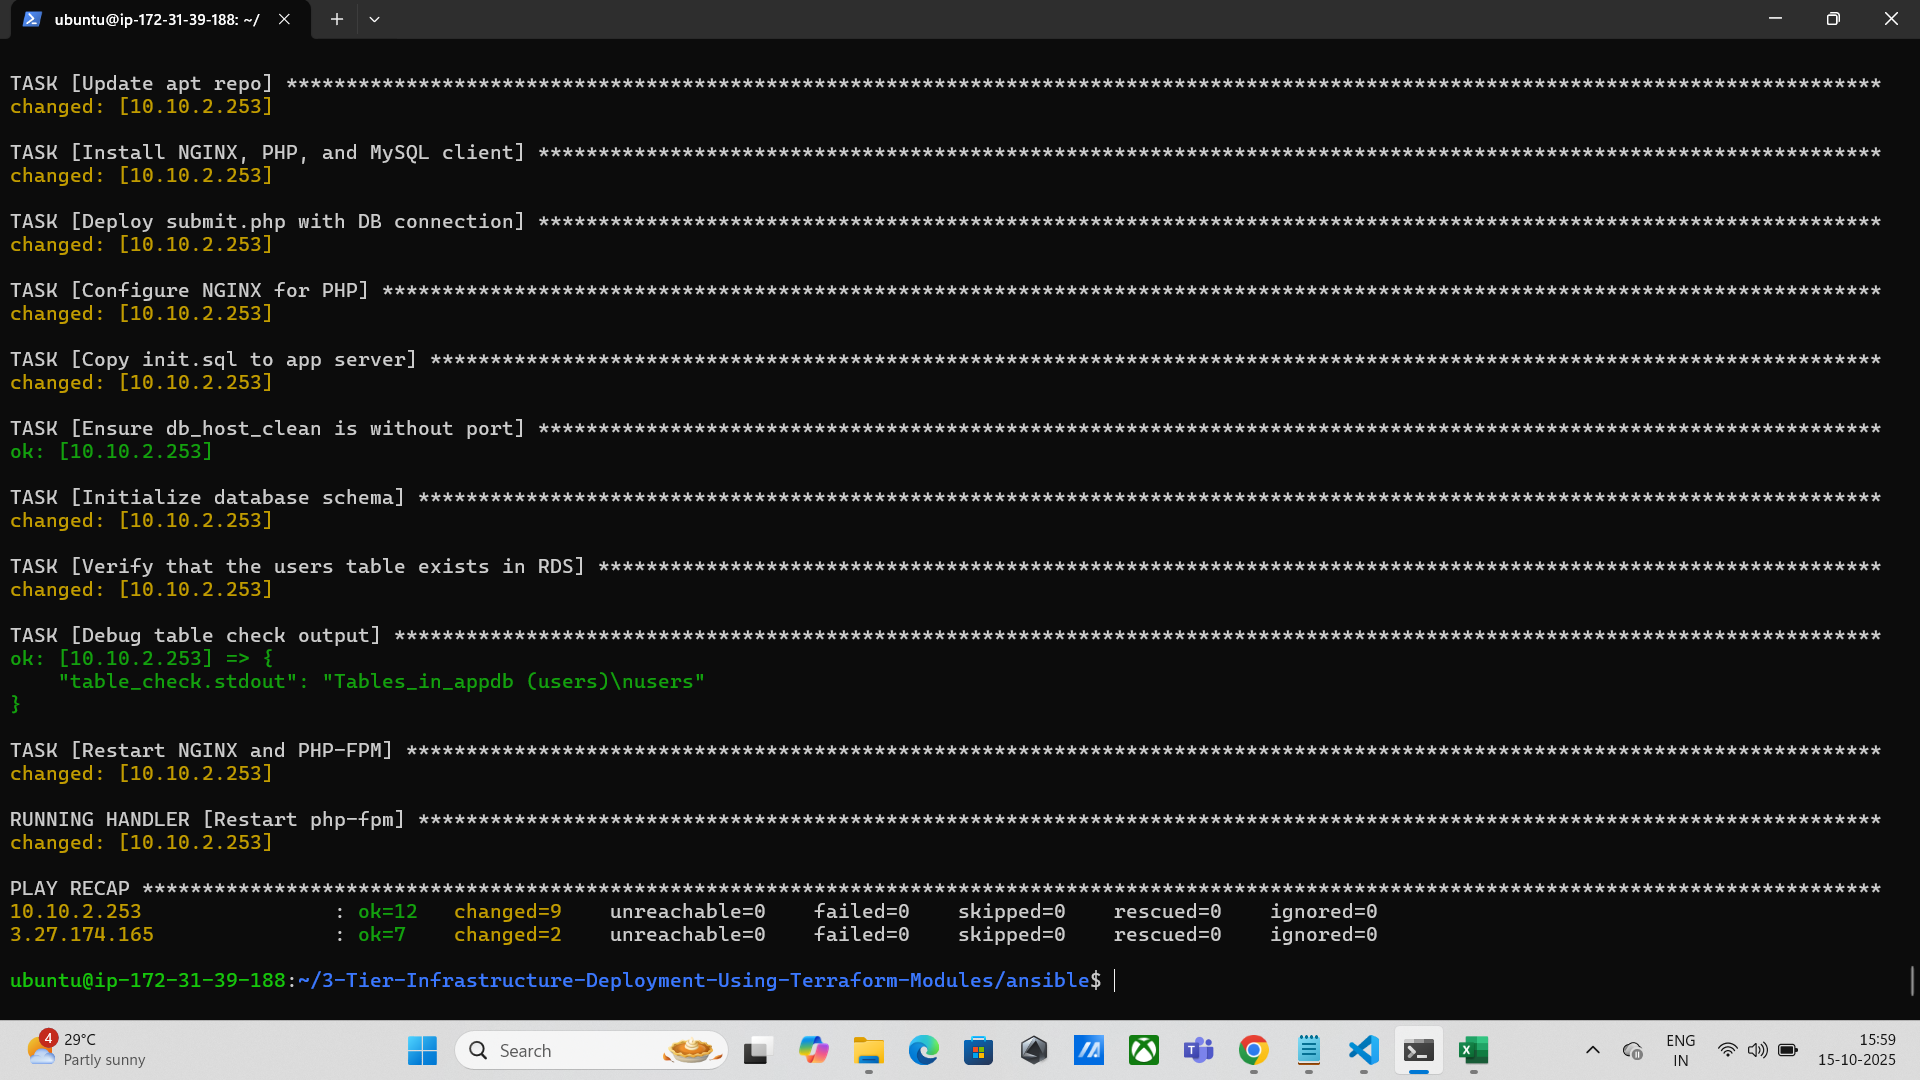 ubuntu@ip-172-31-39-188: ~/
TASK [Update apt repo] *************************************************************************************************************************************
changed: [10.10.2.253]
TASK [Install NGINX, PHP, and MySQL client] ****************************************************************************************************************
changed: [10.10.2.253]
TASK [Deploy submit.php with DB connection] ****************************************************************************************************************
changed: [10.10.2.253]
TASK [Configure NGINX for PHP] *****************************************************************************************************************************
changed: [10.10.2.253]
TASK [Copy init.sql to app server] *************************************************************************************************************************
changed: [10.10.2.253]
TASK [Ensure db_host_clean is without port] ****************************************************************************************************************
ok: [10.10.2.253]
TASK [Initialize database schema] **************************************************************************************************************************
changed: [10.10.2.253]
TASK [Verify that the users table exists in RDS] ***********************************************************************************************************
changed: [10.10.2.253]
TASK [Debug table check output] ****************************************************************************************************************************
ok: [10.10.2.253] => {
    "table_check.stdout": "Tables_in_appdb (users)\nusers"
}
TASK [Restart NGINX and PHP-FPM] ***************************************************************************************************************************
changed: [10.10.2.253]
RUNNING HANDLER [Restart php-fpm] **************************************************************************************************************************
changed: [10.10.2.253]
PLAY RECAP *************************************************************************************************************************************************
10.10.2.253                : ok=12   changed=9    unreachable=0    failed=0    skipped=0    rescued=0    ignored=0
3.27.174.165               : ok=7    changed=2    unreachable=0    failed=0    skipped=0    rescued=0    ignored=0
ubuntu@ip-172-31-39-188:~/3-Tier-Infrastructure-Deployment-Using-Terraform-Modules/ansible$
4
29°C
Partly sunny
Search
ENG
IN
15:59
15-10-2025